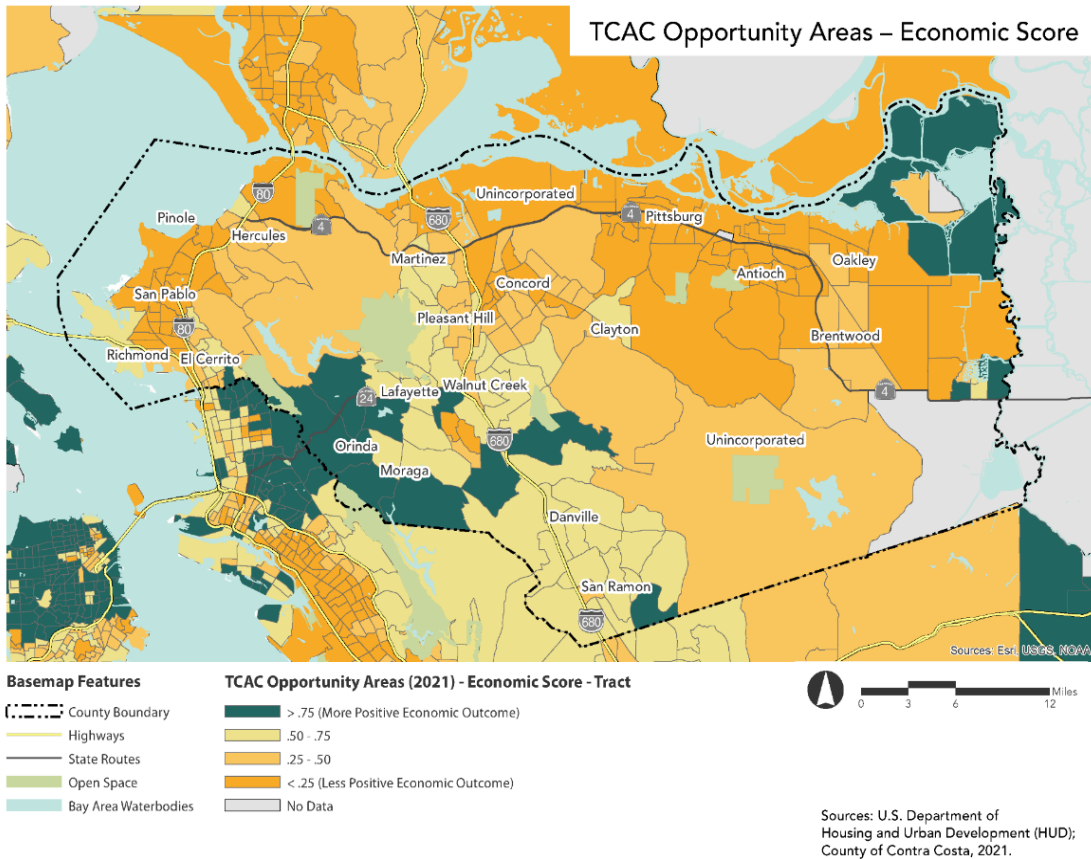 TCAC Opportunity Areas – Economic Score
80
Unincorporated
Pinole
680
4
Pittsburg
Hercules
4
Martinez
Oakley
Antioch
Concord
San Pablo
Pleasant Hill
80
Clayton
Brentwood
Richmond
El Cerrito
Lafayette
Walnut Creek
24
4
Orinda
680
Unincorporated
Moraga
Danville
San Ramon
680
Sources: Esri, USGS, NOAA
Basemap Features
County Boundary
Highways
State Routes
Open Space
Bay Area Waterbodies
TCAC Opportunity Areas (2021) - Economic Score - Tract
> .75 (More Positive Economic Outcome)
.50 - .75
.25 - .50
< .25 (Less Positive Economic Outcome)
No Data
Miles
0 3 6 12
Sources: U.S. Department of
Housing and Urban Development (HUD);
County of Contra Costa, 2021.